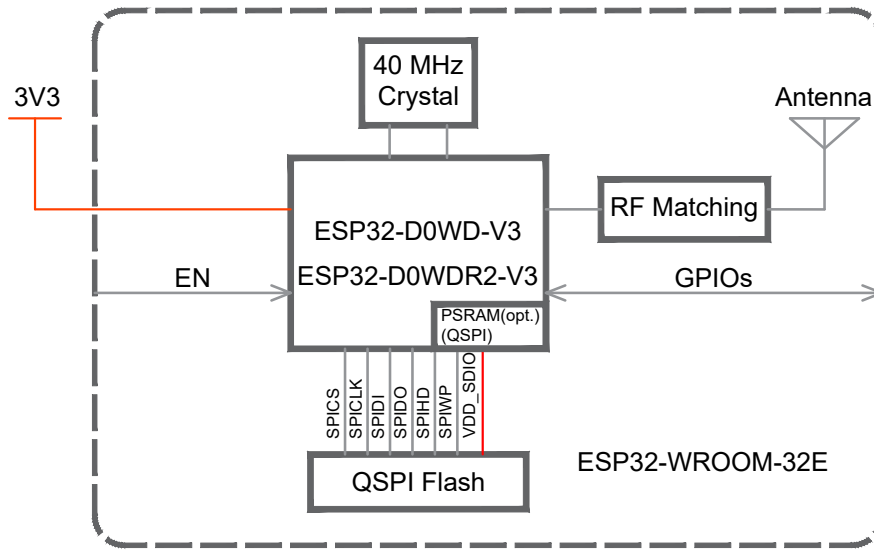 40 MHz
Crystal
3V3
Antenna
RF Matching
ESP32-D0WD-V3
ESP32-D0WDR2-V3
EN
GPIOs
PSRAM(opt.)
(QSPI)
SPICS
SPICLK
SPIDI
SPIDO
SPIHD
SPIWP
VDD_SDIO
QSPI Flash
ESP32-WROOM-32E